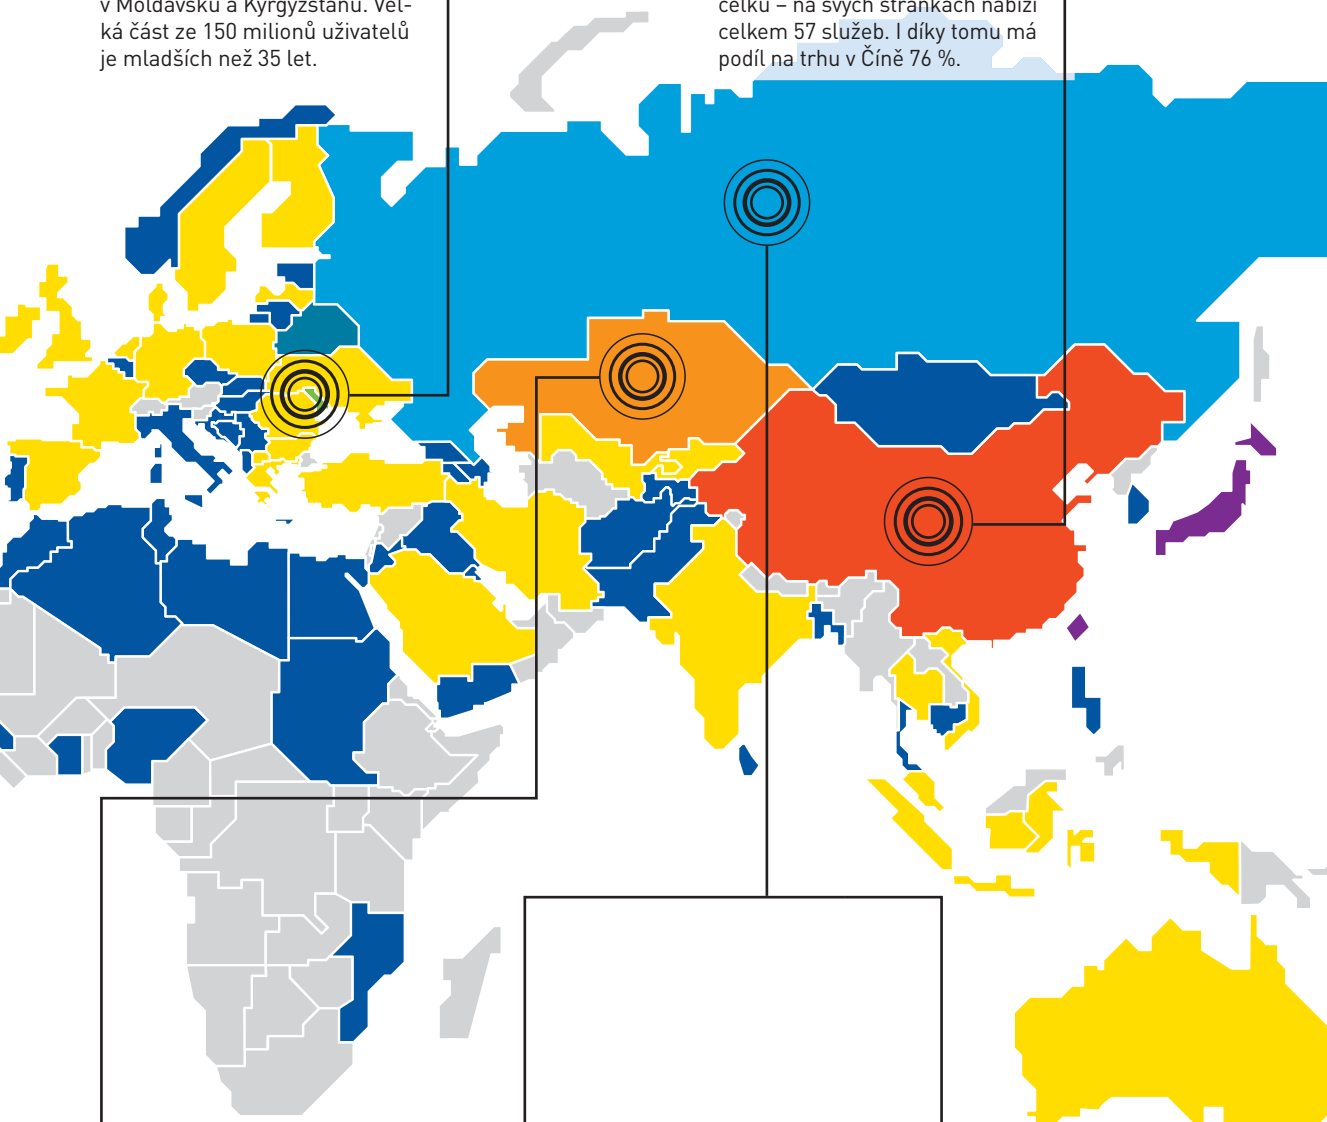 v Moldavsku a Kyrgyzstánu. Vel-
ká část ze 150 milionů uživatelů
je mladších než 35 let.
celku – na svých stránkách nabízí
celkem 57 služeb. I díky tomu má
podíl na trhu v Číně 76 %.